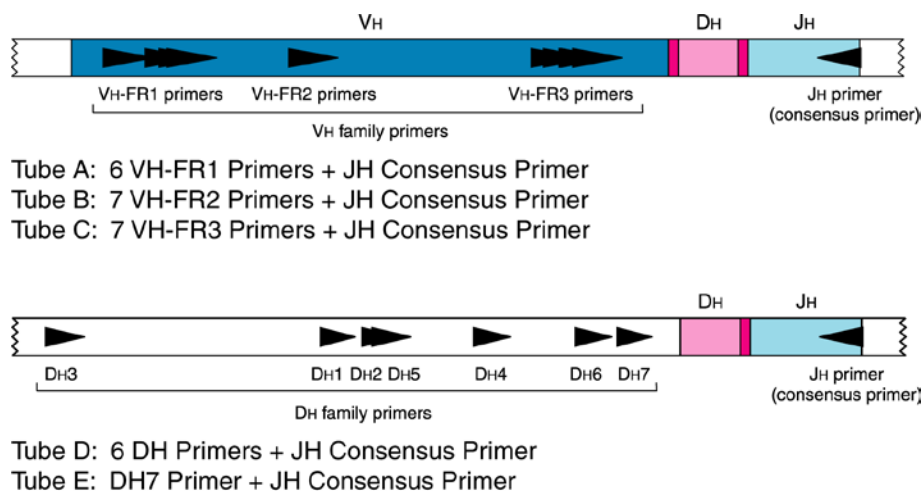 VH DH JH
VH-FR1 primers VH-FR2 primers VH-FR3 primers JH primer
(consensus primer)
VH family primers
Tube A: 6 VH-FR1 Primers + JH Consensus Primer
Tube B: 7 VH-FR2 Primers + JH Consensus Primer
Tube C: 7 VH-FR3 Primers + JH Consensus Primer
DH JH
DH3 DH1 DH2 DH5 DH4 DH6 DH7 JH primer
(consensus primer)
DH family primers
Tube D: 6 DH Primers + JH Consensus Primer
Tube E: DH7 Primer + JH Consensus Primer